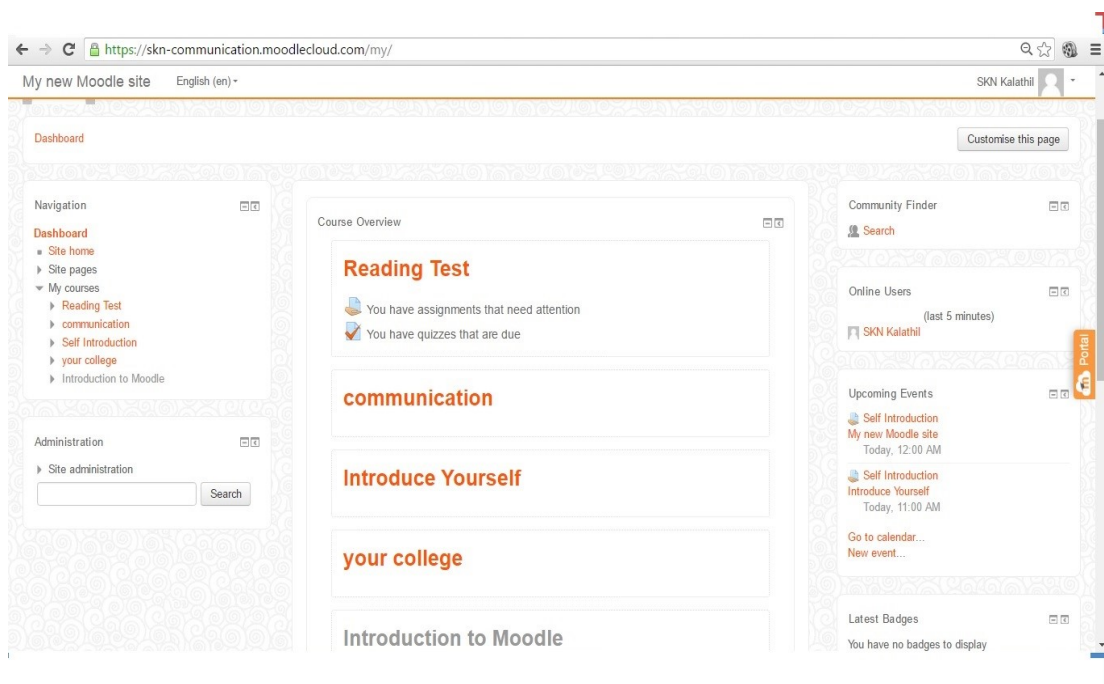 https://skn-communication.moodlecloud.com/my/
My new Moodle site English (en)
SKN Kalathil
Dashboard
Customise this page
Navigation
Dashboard
Site home
Site pages
My courses
Reading Test
communication
Self Introduction
your college
Introduction to Moodle
Administration
Site administration
Search
Course Overview
Reading Test
You have assignments that need attention
You have quizzes that are due
communication
Introduce Yourself
your college
Introduction to Moodle
Community Finder
Search
Online Users
(last 5 minutes)
SKN Kalathil
Upcoming Events
Self Introduction
My new Moodle site
Today, 12:00 AM
Self Introduction
Introduce Yourself
Today, 11:00 AM
Go to calendar...
New event...
Latest Badges
You have no badges to display
m Portal